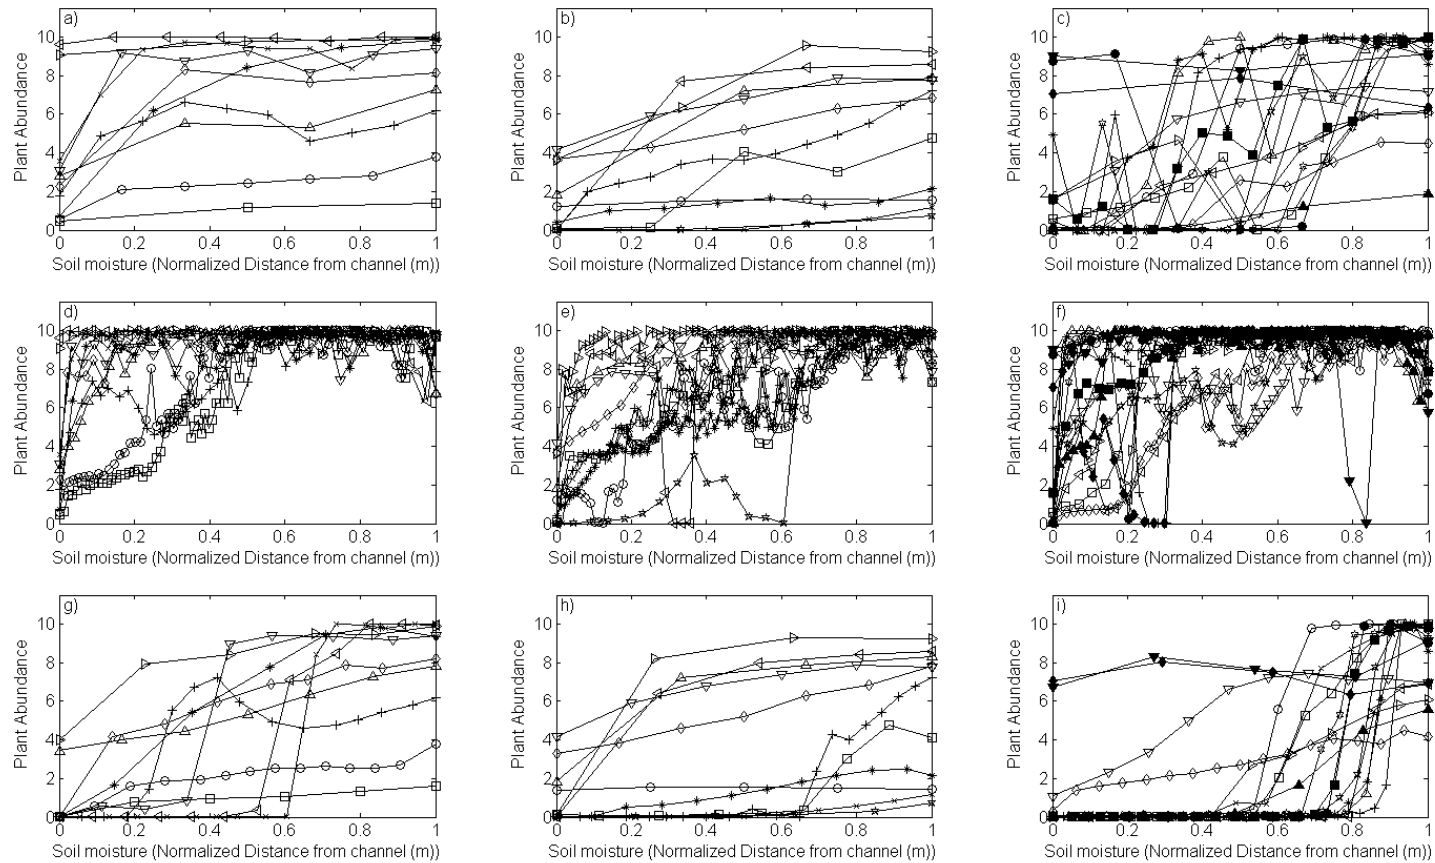 a) b) c)
10 10 10
8 8 8
6 6 6
4 4 4
2 2 2
0 0 0
Plant Abundance Plant Abundance Plant Abundance
0 0.2 0.4 0.6 0.8 1 0 0.2 0.4 0.6 0.8 1 0 0.2 0.4 0.6 0.8 1
Soil moisture (Normalized Distance from channel (m)) Soil moisture (Normalized Distance from channel (m)) Soil moisture (Normalized Distance from channel (m))
d) e) f)
10 10 10
8 8 8
6 6 6
4 4 4
2 2 2
0 0 0
Plant Abundance Plant Abundance Plant Abundance
0 0.2 0.4 0.6 0.8 1 0 0.2 0.4 0.6 0.8 1 0 0.2 0.4 0.6 0.8 1
Soil moisture (Normalized Distance from channel (m)) Soil moisture (Normalized Distance from channel (m)) Soil moisture (Normalized Distance from channel (m))
g) h) i)
10 10 10
8 8 8
6 6 6
4 4 4
2 2 2
0 0 0
Plant Abundance Plant Abundance Plant Abundance
0 0.2 0.4 0.6 0.8 1 0 0.2 0.4 0.6 0.8 1 0 0.2 0.4 0.6 0.8 1
Soil moisture (Normalized Distance from channel (m)) Soil moisture (Normalized Distance from channel (m)) Soil moisture (Normalized Distance from channel (m))